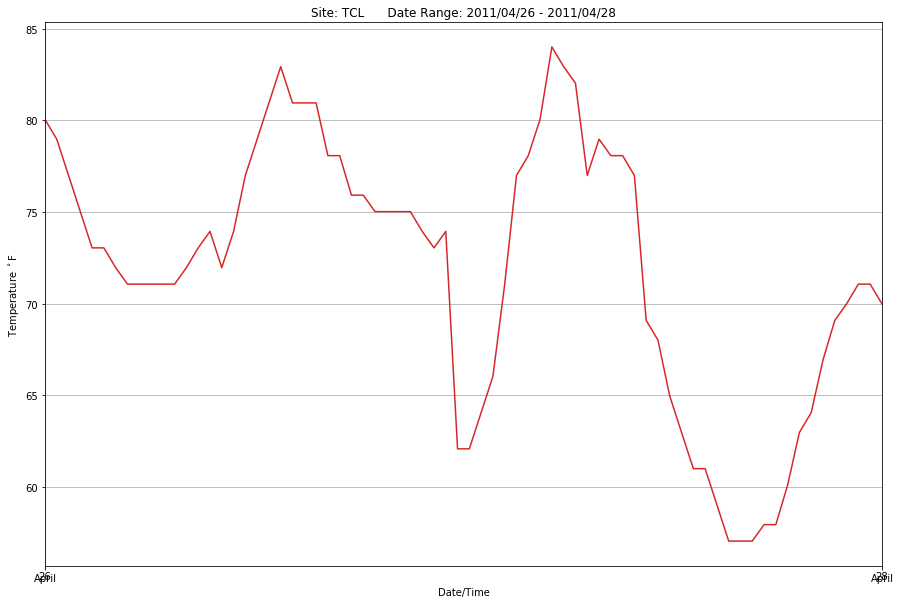 Site: TCL      Date Range: 2011/04/26 - 2011/04/28
85
80
75
70
65
60
Temperature °F
26
April
28
April
Date/Time